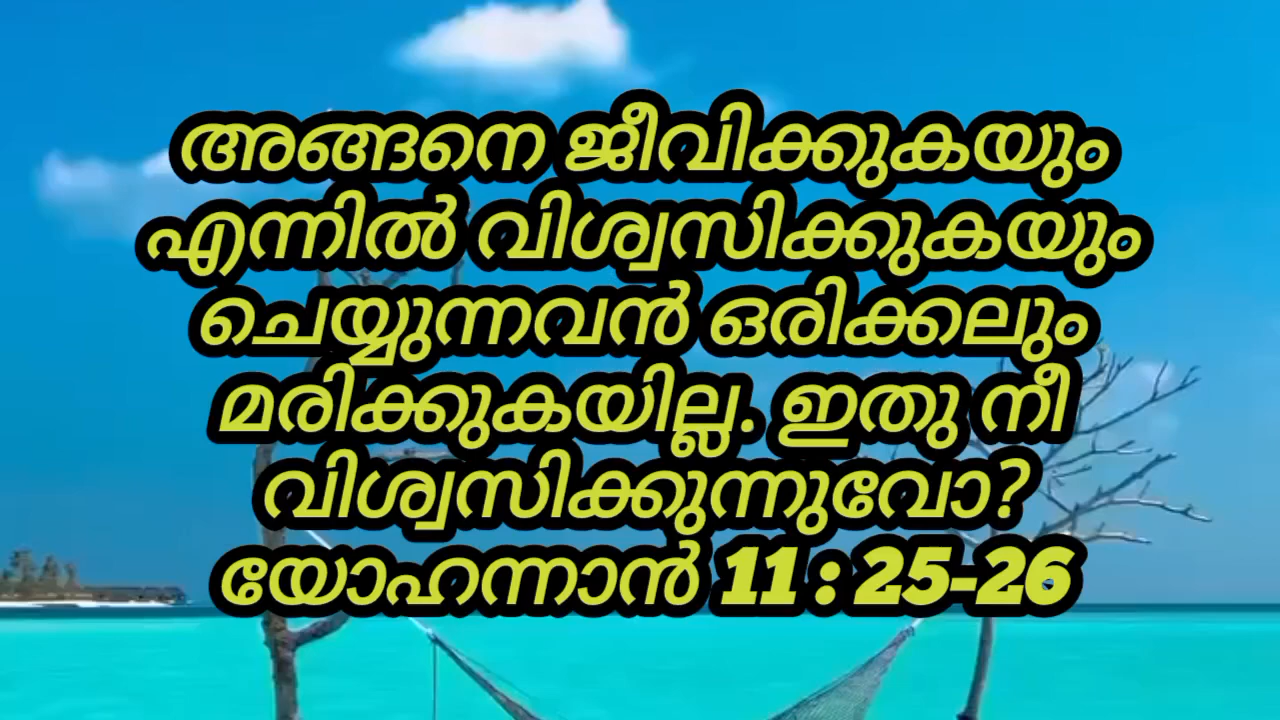 അങ്ങനെ ജീവിക്കുകയും
എന്നിൽ വിശ്വസിക്കുകയും
ചെയ്യുന്നവൻ ഒരിക്കലും
മരിക്കുകയില്ല. ഇതു നീ
വിശ്വസിക്കുന്നുവോ?
യോഹന്നാൻ 11 : 25-26